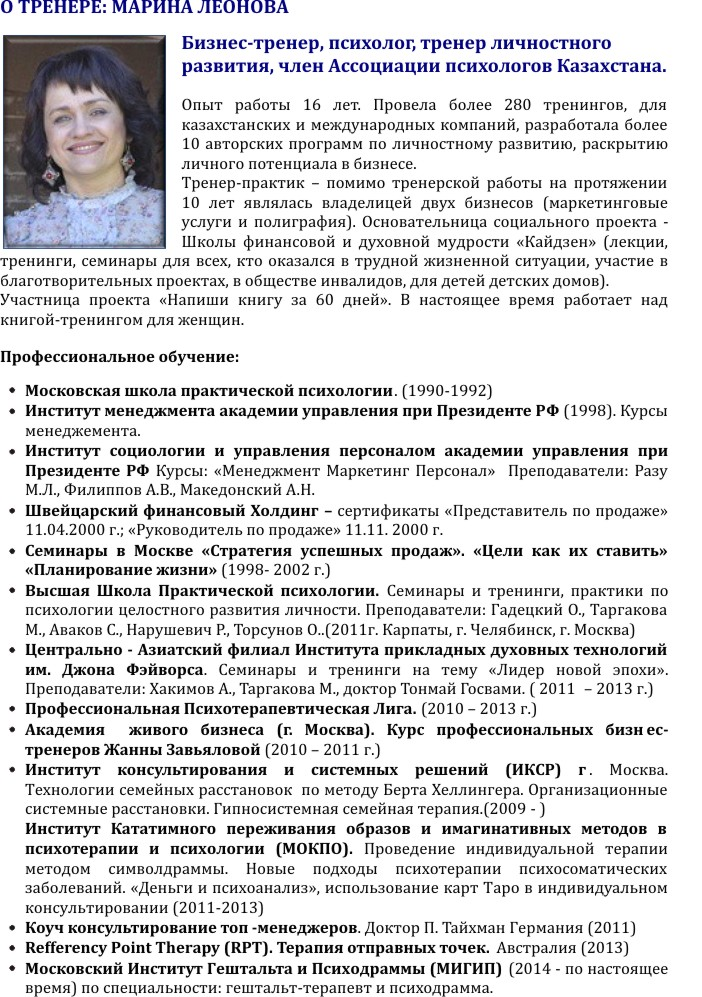 О ТРЕНЕРЕ: МАРИНА ЛЕОНОВА
Бизнес-тренер, психолог, тренер личностного
развития, член Ассоциации психологов Казахстана.
Опыт работы 16 лет. Провела более 280 тренингов, для
казахстанских и международных компаний, разработала более
10 авторских программ по личностному развитию, раскрытию
личного потенциала в бизнесе.
Тренер-практик – помимо тренерской работы на протяжении
10 лет являлась владелицей двух бизнесов (маркетинговые
услуги и полиграфия). Основательница социального проекта -
Школы финансовой и духовной мудрости «Кайдзен» (лекции,
тренинги, семинары для всех, кто оказался в трудной жизненной ситуации, участие в
благотворительных проектах, в обществе инвалидов, для детей детских домов).
Участница проекта «Напиши книгу за 60 дней». В настоящее время работает над
книгой-тренингом для женщин.
Профессиональное обучение:
• Московская школа практической психологии. (1990-1992)
• Институт менеджмента академии управления при Президенте РФ (1998). Курсы
менеджемента.
• Институт социологии и управления персоналом академии управления при
Президенте РФ Курсы: «Менеджмент Маркетинг Персонал» Преподаватели: Разу
М.Л., Филиппов А.В., Македонский А.Н.
• Швейцарский финансовый Холдинг – сертификаты «Представитель по продаже»
11.04.2000 г.; «Руководитель по продаже» 11.11. 2000 г.
• Семинары в Москве «Стратегия успешных продаж». «Цели как их ставить»
«Планирование жизни» (1998- 2002 г.)
• Высшая Школа Практической психологии. Семинары и тренинги, практики по
психологии целостного развития личности. Преподаватели: Гадецкий О., Таргакова
М., Аваков С., Нарушевич Р., Торсунов О..(2011г. Карпаты, г. Челябинск, г. Москва)
• Центрально - Азиатский филиал Института прикладных духовных технологий
им. Джона Фэйворса. Семинары и тренинги на тему «Лидер новой эпохи».
Преподаватели: Хакимов А., Таргакова М., доктор Тонмай Госвами. ( 2011 – 2013 г.)
• Профессиональная Психотерапевтическая Лига. (2010 – 2013 г.)
• Академия живого бизнеса (г. Москва). Курс профессиональных бизнес-
тренеров Жанны Завьяловой (2010 – 2011 г.)
• Институт консультирования и системных решений (ИКСР) г. Москва.
Технологии семейных расстановок по методу Берта Хеллингера. Организационные
системные расстановки. Гипносистемная семейная терапия.(2009 - )
Институт Кататимного переживания образов и имагинативных методов в
психотерапии и психологии (МОКПО). Проведение индивидуальной терапии
методом символдрамы. Новые подходы психотерапии психосоматических
заболеваний. «Деньги и психоанализ», использование карт Таро в индивидуальном
консультировании (2011-2013)
• Коуч консультирование топ -менеджеров. Доктор П. Тайхман Германия (2011)
• Refferency Point Therapy (RPT). Терапия отправных точек. Австралия (2013)
• Московский Институт Гештальта и Психодрамы (МИГИП) (2014 - по настоящее
время) по специальности: гештальт-терапевт и психодрамма.